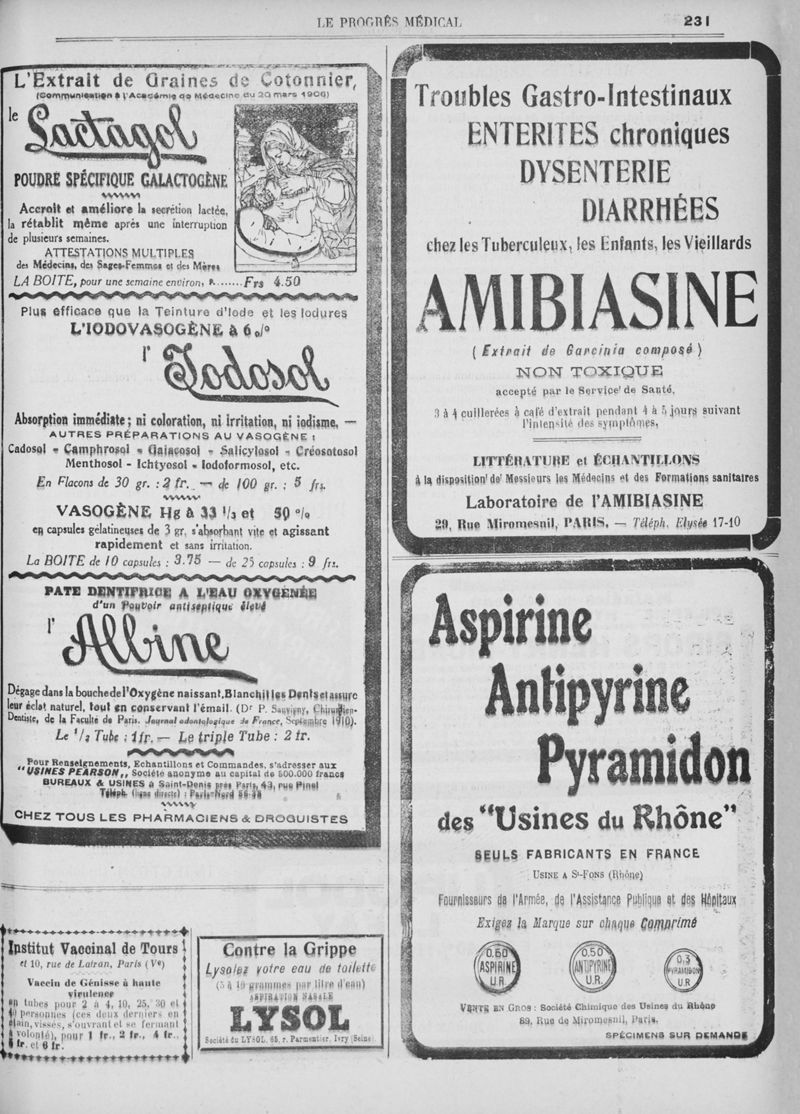 LE PROGRÈS MÉDICAL
231
L'Extrait de Graines de Cotonnier,
(Communication à l'Académie de Médecine du 20 mars 1906)
le
Lactagol
POUDRE SPÉCIFIQUE GALACTOGÈNE
Accroît et améliore la secrétion lactée,
la rétablit même après une interruption
de plusieurs semaines.
ATTESTATIONS MULTIPLES
des Médecins, des Sages-Femmes et des Mères
LA BOITE, pour une semaine environ, P........Frs 4.50
Plus efficace que la Teinture d'Iode et les Iodures
L'IODOVASOGÈNE à 6 o/o
l'
Iodosol
Absorption immédiate; ni coloration, ni irritation, ni iodisme. —
AUTRES PRÉPARATIONS AU VASOGÈNE :
Cadosol - Camphrosol - Gaïacosol - Salicylosol - Créosotosol
Menthosol - Ichtyosol - Iodoformosol, etc.
En Flacons de 30 gr. : 2 fr. — de 100 gr. : 5 frs.
VASOGÈNE Hg à 33 1/3 et 50 %
en capsules gélatineuses de 3 gr, s'absorbant vite et agissant
rapidement et sans irritation.
La BOITE de 10 capsules : 3.75 — de 25 capsules : 9 frs.
PATE DENTIFRICE A L'EAU OXYGÉNÉE
d'un Pouvoir antiseptique élevé
l'
Albine
Dégage dans la bouche de l'Oxygène naissant, Blanchit les Dents et assure
leur éclat naturel, tout en conservant l'émail. (Dr P. Sauvigny, Chirurgien-
Dentiste, de la Faculté de Paris. Journal odontologique de France, Septembre 1910).
Le 1/2 Tube : 1 fr. — Le triple Tube : 2 fr.
Pour Renseignements, Echantillons et Commandes, s'adresser aux
"USINES PEARSON,, Société anonyme au capital de 500.000 francs
BUREAUX & USINES à Saint-Denis près Paris, 43, rue Pinel
Téléph. (ligne directe) : Paris-Nord 56-
CHEZ TOUS LES PHARMACIENS & DROGUISTES
Institut Vaccinal de Tours
et 10, rue de Latran, Paris (Ve)
Vaccin de Génisse à haute
virulence
en tubes pour 2 à 4, 10, 25, 30 et
40 personnes (ces deux derniers en
étain, visses, s'ouvrant et se fermant
à volonté), pour 1 fr., 2 fr., 4 fr.,
5 fr. et 6 fr.
Contre la Grippe
Lysolez votre eau de toilette
(5 à 10 grammes par litre d'eau)
ASPIRATION NASALE
LYSOL
Société du LYSOL, 65, r. Parmentier, Ivry (Seine)
Troubles Gastro-Intestinaux
ENTERITES chroniques
DYSENTERIE
DIARRHÉES
chez les Tuberculeux, les Enfants, les Vieillards
AMIBIASINE
( Extrait de Garcinia composé )
NON TOXIQUE
accepté par le Service de Santé,
3 à 4 cuillerées à café d'extrait pendant 4 à 5 jours suivant
l'intensité des symptômes,
LITTÉRATURE et ÉCHANTILLONS
à la disposition de Messieurs les Médecins et des Formations sanitaires
Laboratoire de l'AMIBIASINE
29, Rue Miromesnil, PARIS. — Téléph. Elysée 17-10
Aspirine
Antipyrine
Pyramidon
des "Usines du Rhône"
SEULS FABRICANTS EN FRANCE
USINE A St-FONS (Rhône)
Fournisseurs de l'Armée, de l'Assistance Publique et des Hôpitaux
Exigez la Marque sur chaque Comprimé
0.50 ASPIRINE U.R
0,50 ANTIPYRINE U.R.
0,3 PYRAMIDON U.R
VENTE EN GROS : Société Chimique des Usines du Rhône
89, Rue de Miromesnil, Paris.
SPÉCIMENS SUR DEMANDE